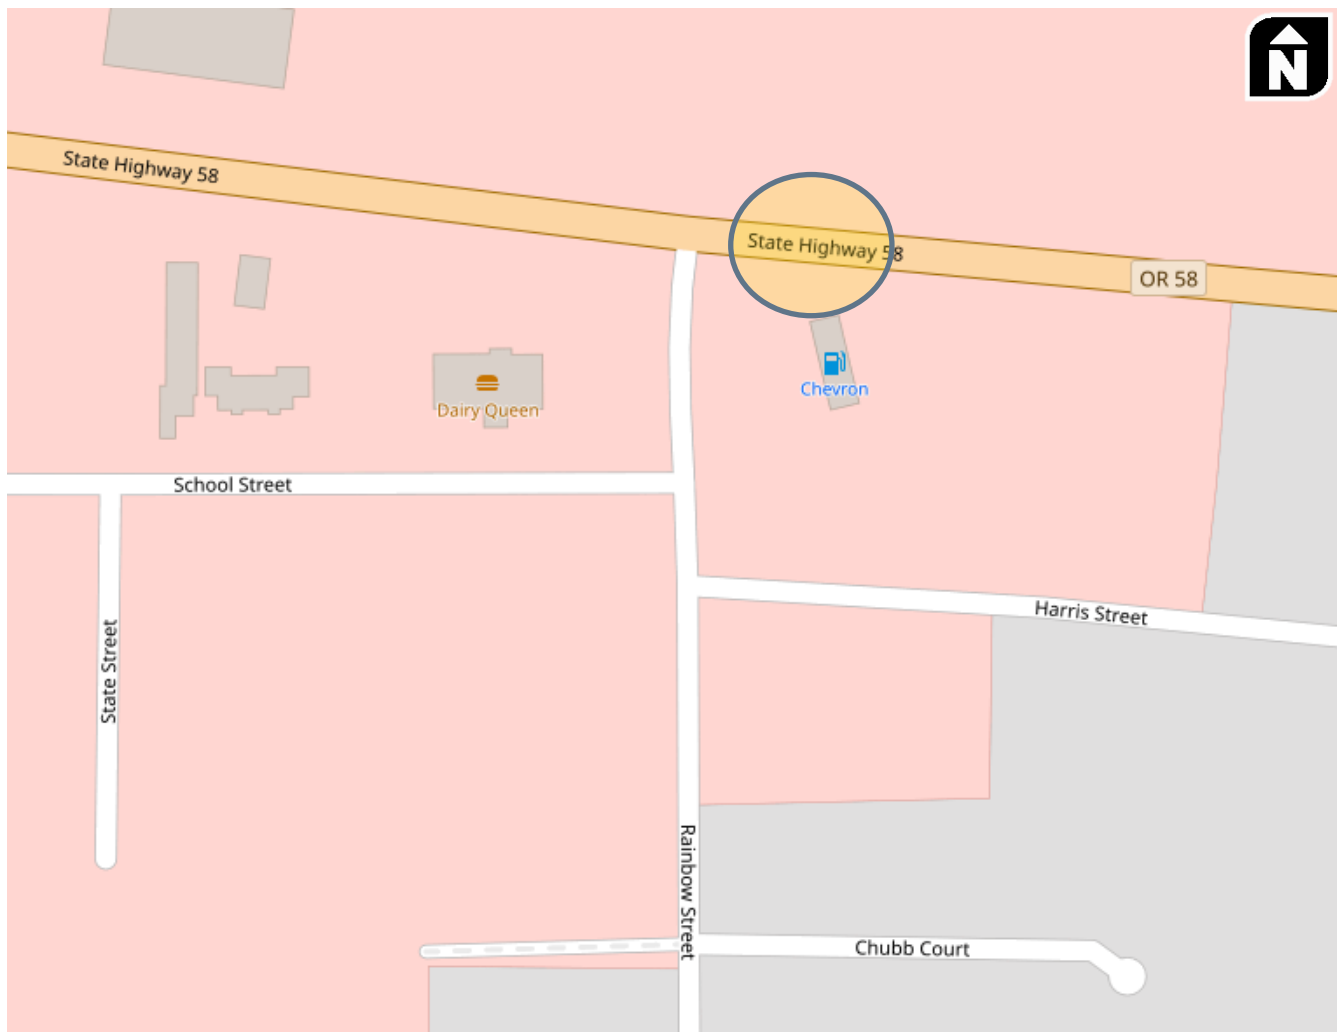 N
State Highway 58
State Highway 58
OR 58
Chevron
Dairy Queen
School Street
Harris Street
State Street
Rainbow Street
Chubb Court